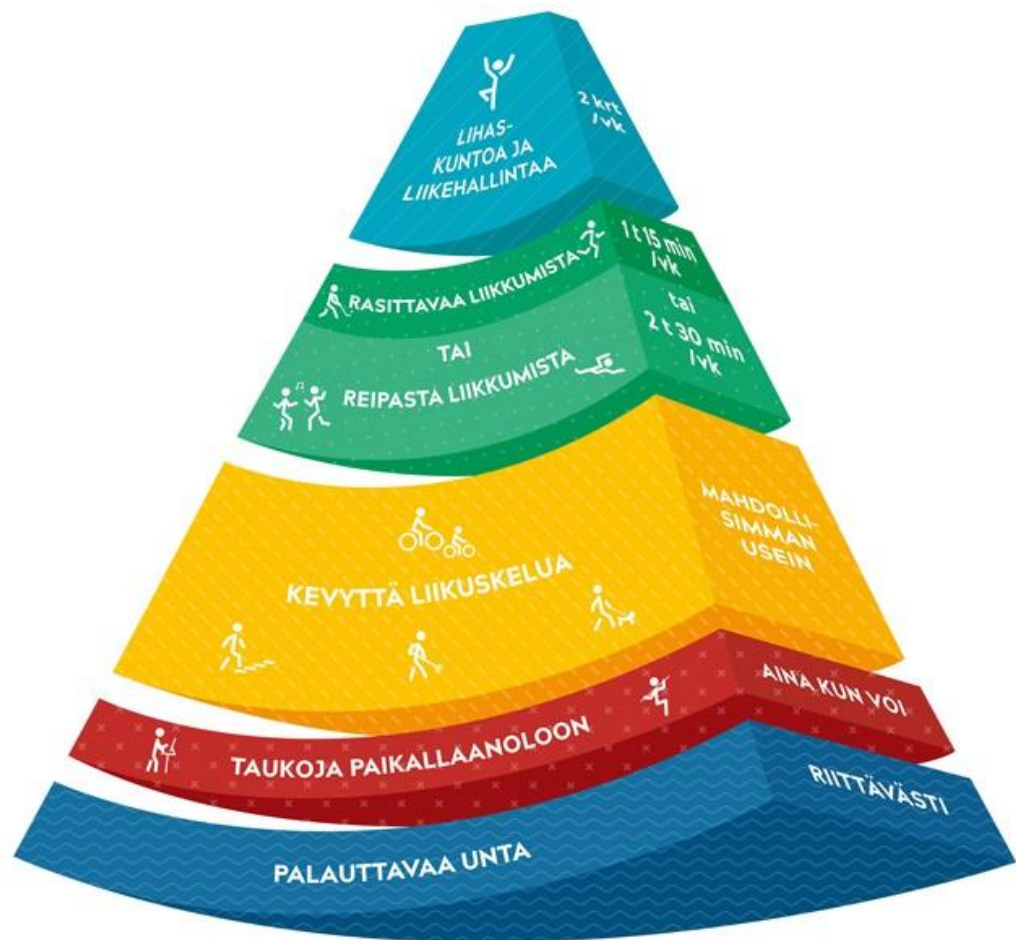 LIHAS-
KUNTOA JA
LIIKEHALLINTAA
2 krt
/vk
RASITTAVAA LIIKKUMISTA
1 t 15 min
/vk
TAI
REIPASTA LIIKKUMISTA
tai
2 t 30 min
/vk
KEVYTTÄ LIIKUSKELUA
MAHDOLLI-
SIMMAN
USEIN
TAUKOJA PAIKALLAANOLOON
AINA KUN VOI
PALAUTTAVAA UNTA
RIITTÄVÄSTI